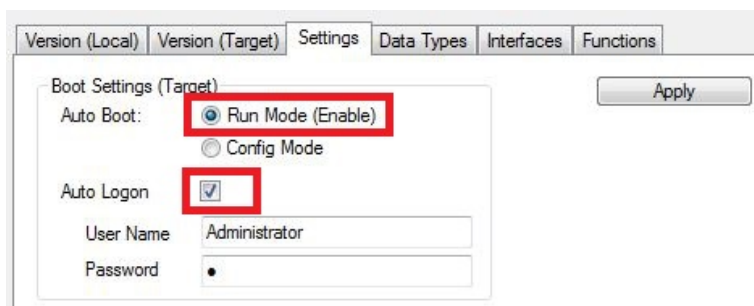 Version (Local) Version (Target) Settings Data Types Interfaces Functions
Boot Settings (Target)
Apply
Auto Boot: Run Mode (Enable)
Config Mode
Auto Logon
User Name Administrator
Password ●